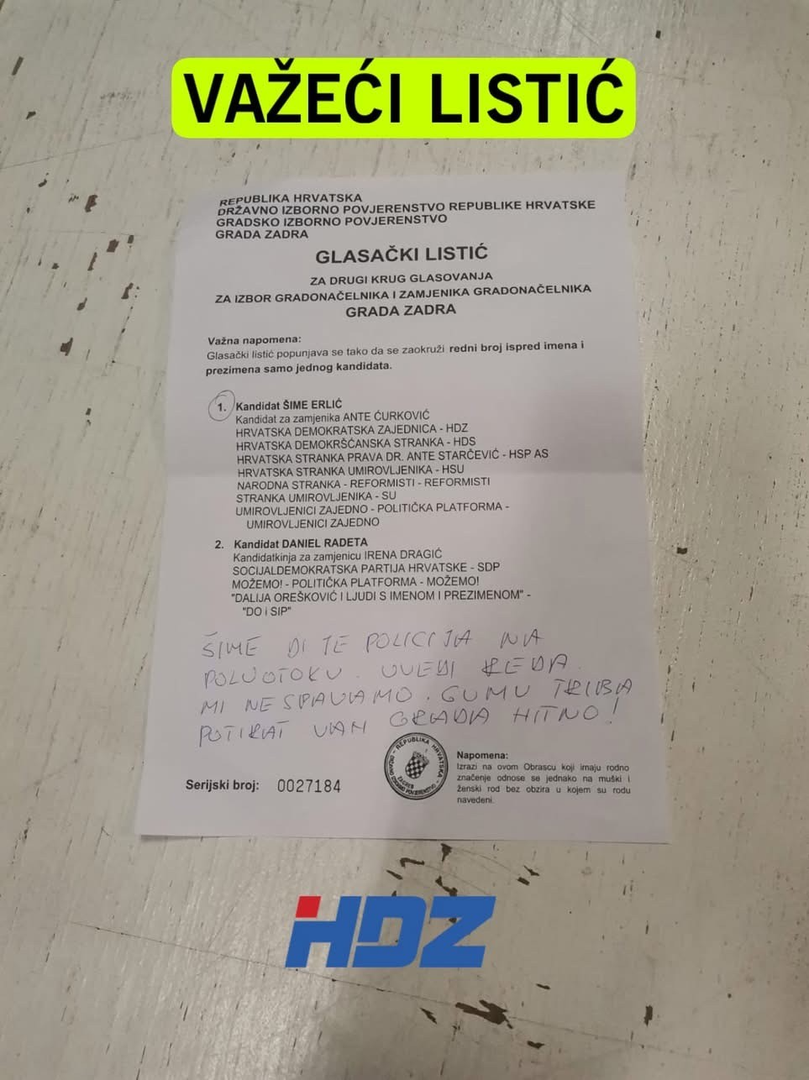 VAŽEĆI LISTIĆ
REPUBLIKA HRVATSKA
DRŽAVNO IZBORNO POVJERENSTVO REPUBLIKE HRVATSKE
GRADSKO IZBORNO POVJERENSTVO
GRADA ZADRA
GLASAČKI LISTIĆ
ZA DRUGI KRUG GLASOVANJA
ZA IZBOR GRADONAČELNIKA I ZAMJENIKA GRADONAČELNIKA
GRADA ZADRA
Važna napomena:
Glasački listić popunjava se tako da se zaokruži redni broj ispred imena i
prezimena samo jednog kandidata.
1. Kandidat ŠIME ERLIĆ
Kandidat za zamjenika ANTE ĆURKOVIĆ
HRVATSKA DEMOKRATSKA ZAJEDNICA - HDZ
HRVATSKA DEMOKRŠĆANSKA STRANKA - HDS
HRVATSKA STRANKA PRAVA DR. ANTE STARČEVIĆ - HSP AS
HRVATSKA STRANKA UMIROVLJENIKA - HSU
NARODNA STRANKA - REFORMISTI - REFORMISTI
STRANKA UMIROVLJENIKA - SU
UMIROVLJENICI ZAJEDNO - POLITIČKA PLATFORMA -
UMIROVLJENICI ZAJEDNO
2. Kandidat DANIEL RADETA
Kandidatkinja za zamjenicu IRENA DRAGIĆ
SOCIJALDEMOKRATSKA PARTIJA HRVATSKE - SDP
MOŽEMO! - POLITIČKA PLATFORMA - MOŽEMO!
"DALIJA OREŠKOVIĆ I LJUDI S IMENOM I PREZIMENOM" -
"DO i SIP"
ŠIME DI JE POLICIJA NA
POLUOTOKU. UVEDI REDA.
MI NE SPAVAMO. GUMU TRIBA
POTIRAT VAN GRADA HITNO!
REPUBLIKA HRVATSKA
ZAGREB
Serijski broj: 0027184
Napomena:
Izrazi na ovom Obrascu koji imaju rodno
značenje odnose se jednako na muški i
ženski rod bez obzira u kojem su rodu
navedeni.
HDZ